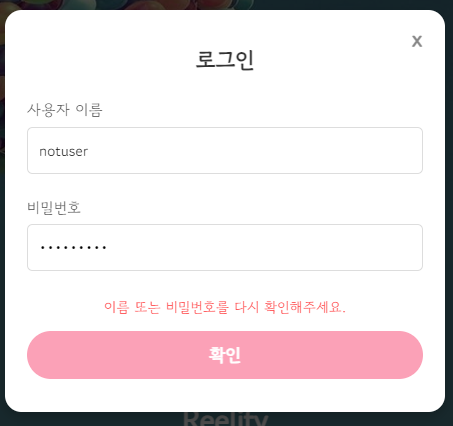 x
로그인
사용자 이름
notuser
비밀번호
•••••••••
이름 또는 비밀번호를 다시 확인해주세요.
확인
Reelify